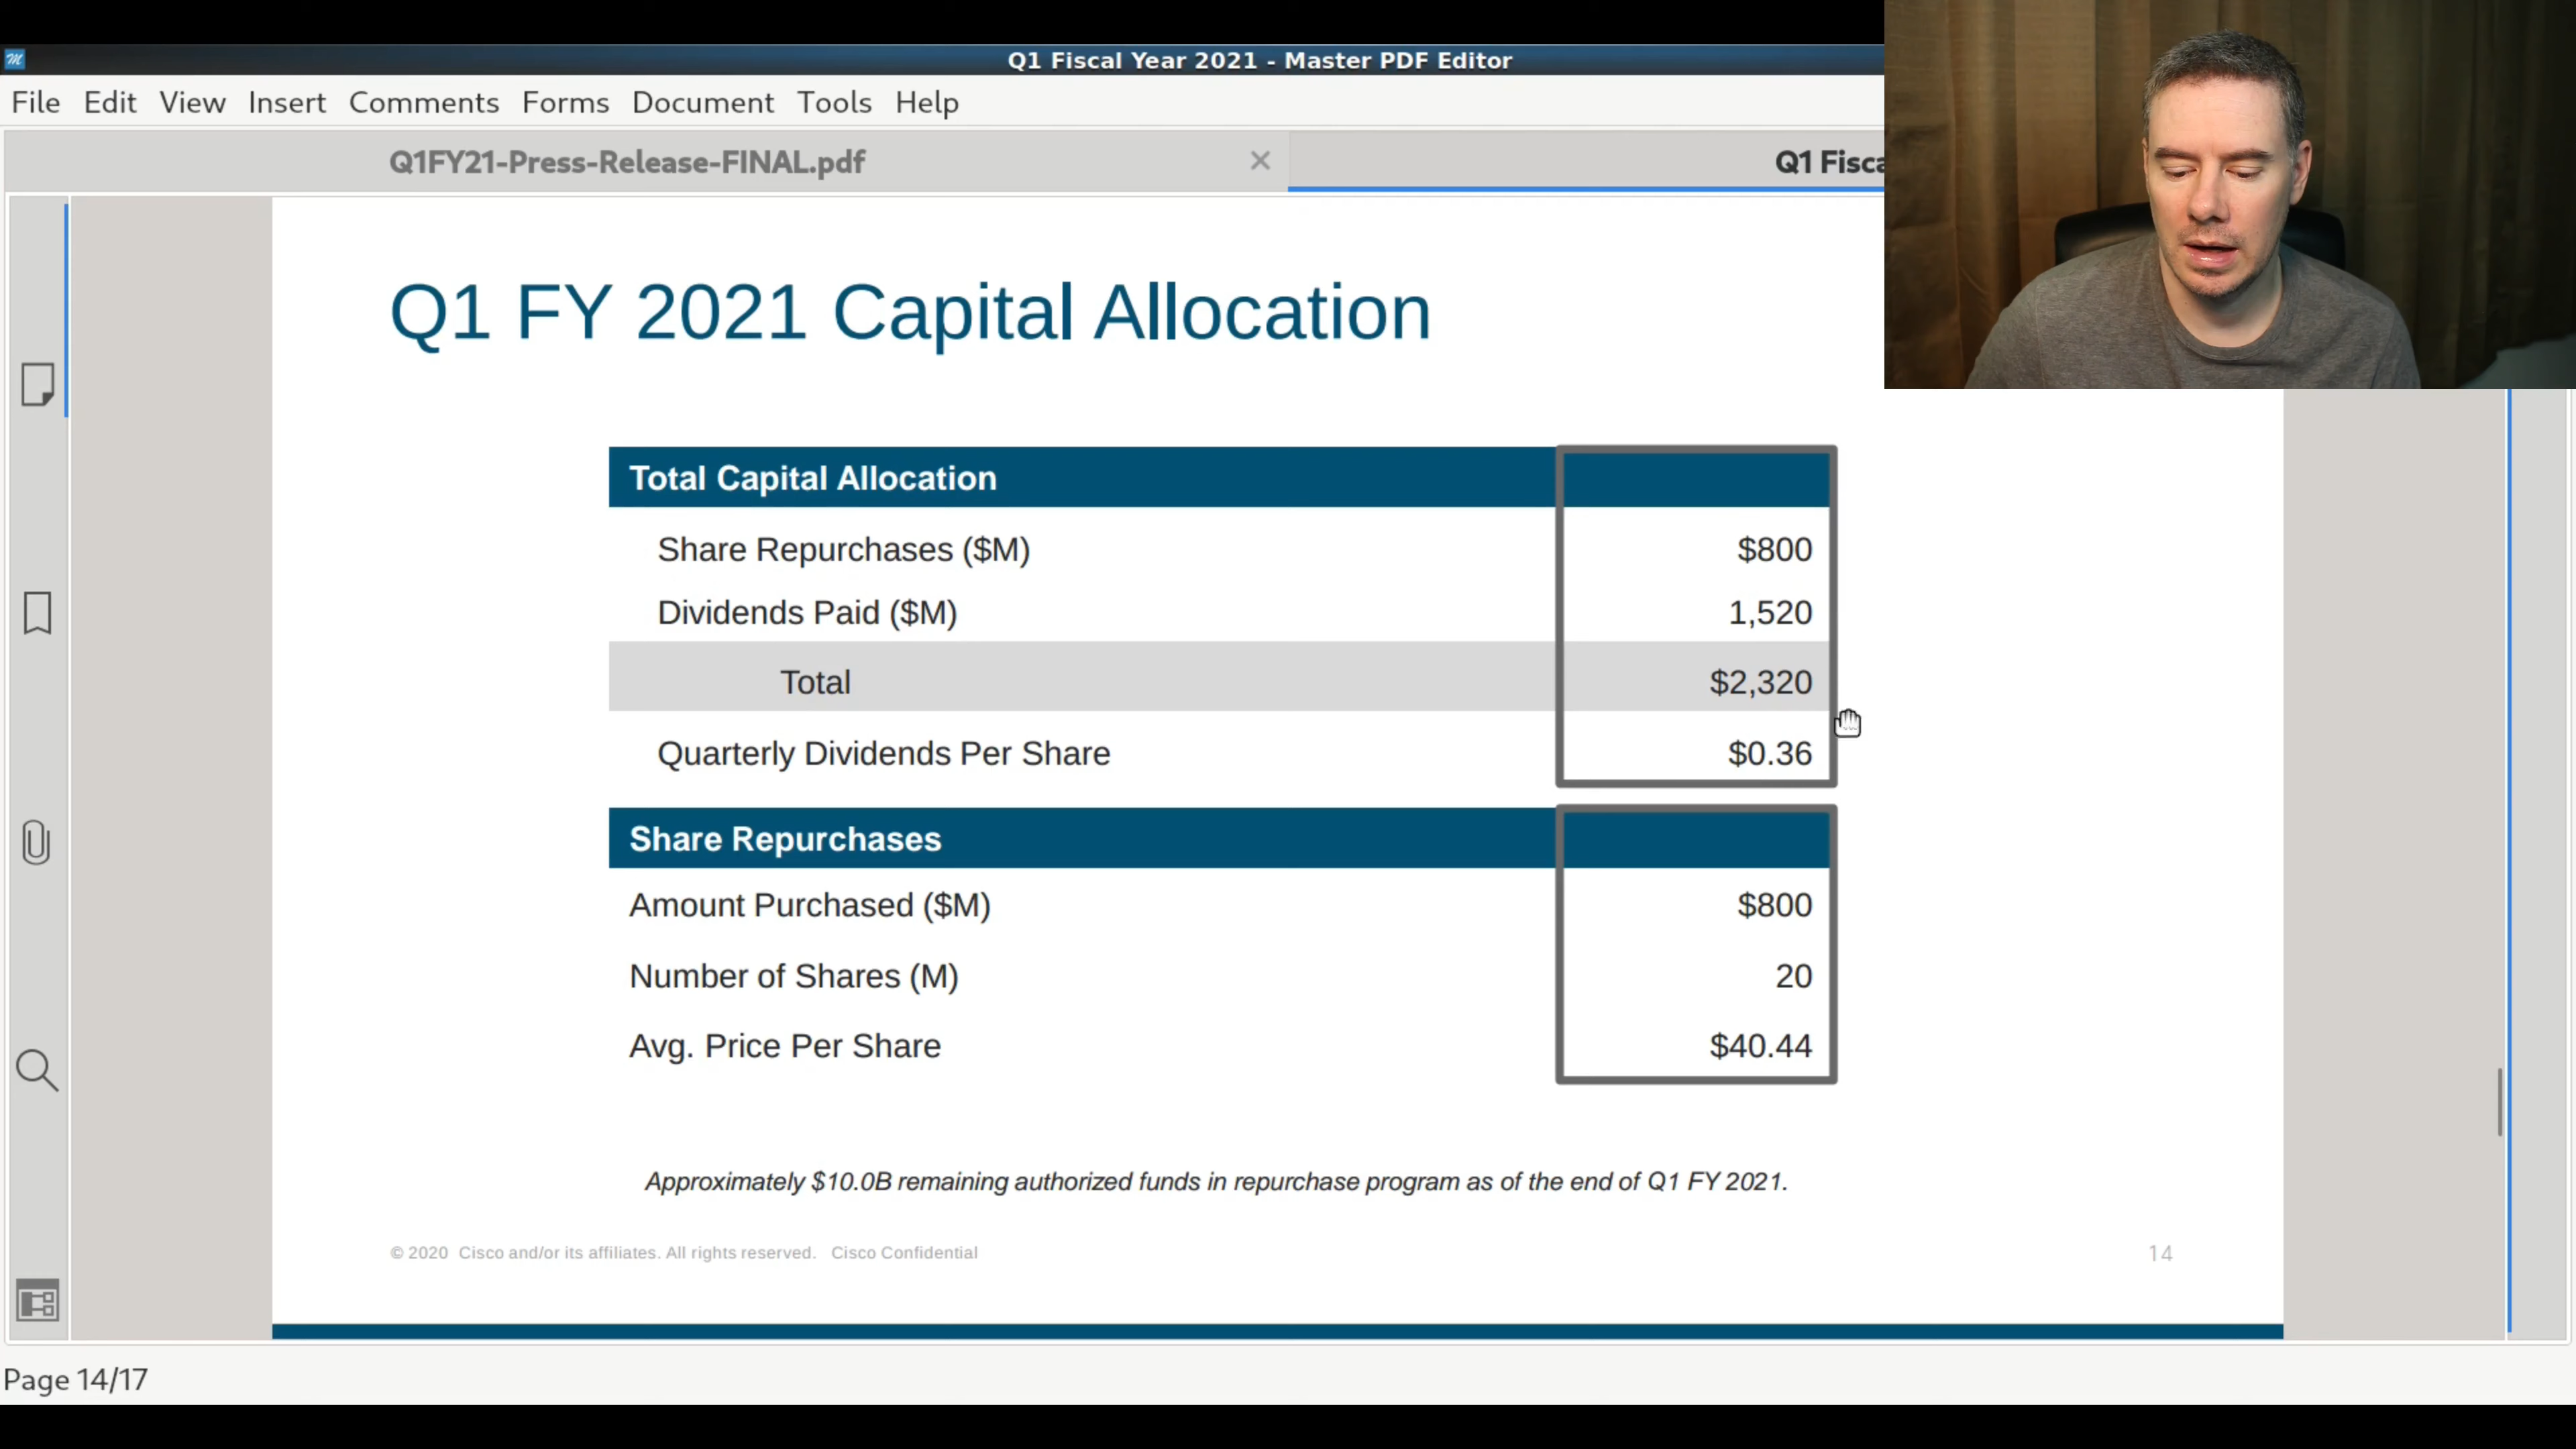 Q1 Fiscal Year 2021 - Master PDF Editor
File Edit View Insert Comments Forms Document Tools Help
Q1FY21-Press-Release-FINAL.pdf
Q1 Fisca
Q1 FY 2021 Capital Allocation
Total Capital Allocation
Share Repurchases ($M) $800
Dividends Paid ($M) 1,520
Total $2,320
Quarterly Dividends Per Share $0.36
Share Repurchases
Amount Purchased ($M) $800
Number of Shares (M) 20
Avg. Price Per Share $40.44
Approximately $10.0B remaining authorized funds in repurchase program as of the end of Q1 FY 2021.
© 2020 Cisco and/or its affiliates. All rights reserved. Cisco Confidential 14
Page 14/17